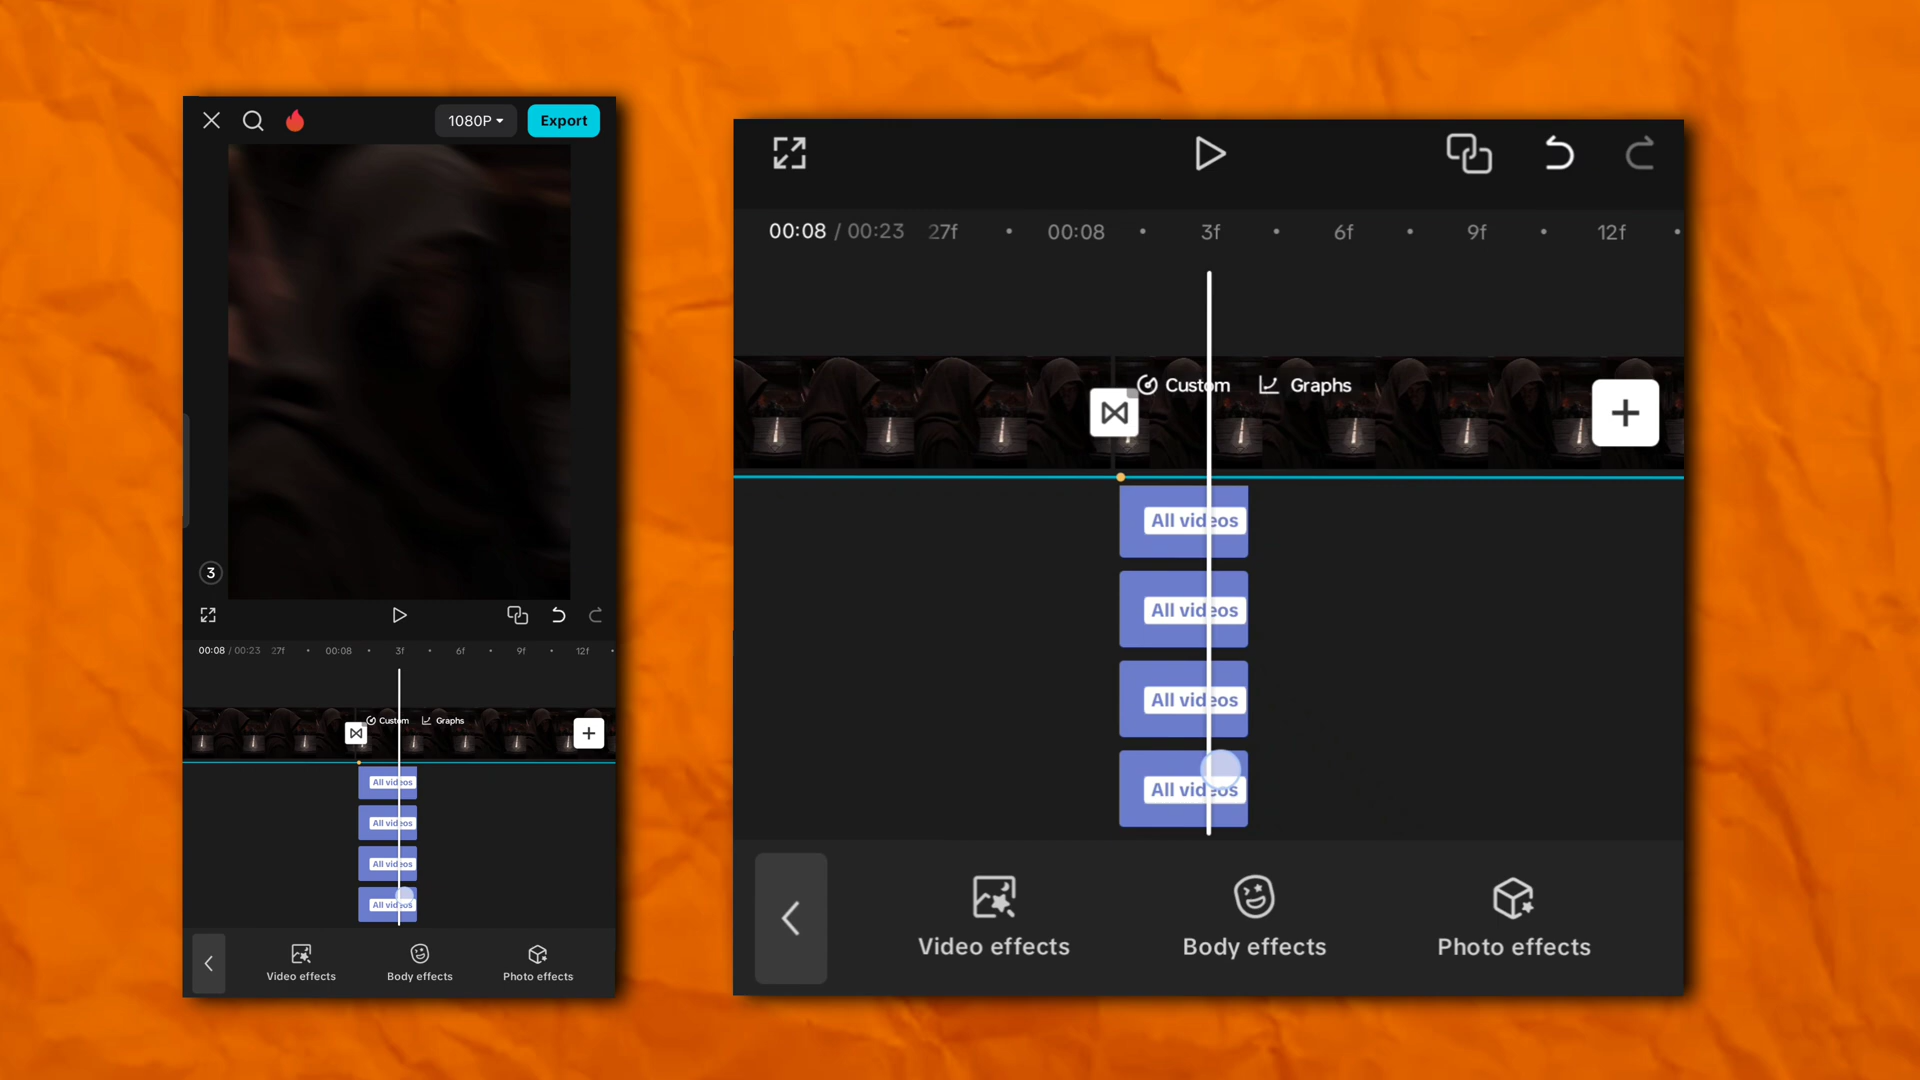 1080P
Export
3
00:08 / 00:23 27f 00:08 3f 6f 9f 12f
Custom Graphs
All videos
All videos
All videos
All videos
Video effects Body effects Photo effects
00:08 / 00:23 27f 00:08 3f 6f 9f 12f
Custom Graphs
All videos
All videos
All videos
All videos
Video effects Body effects Photo effects